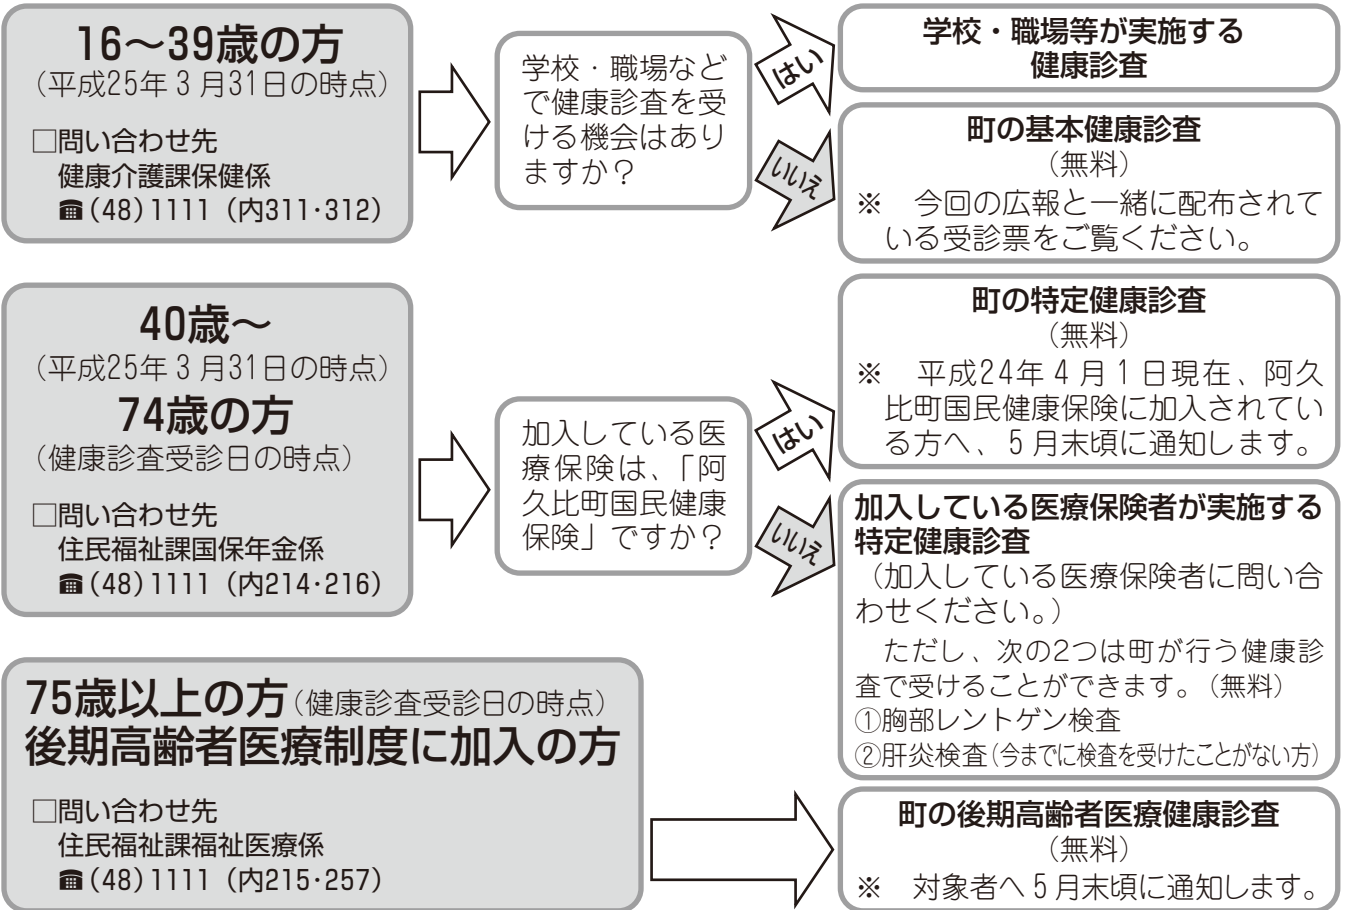 16～39歳の方
（平成25年３月31日の時点）
□問い合わせ先
健康介護課保健係
☎(48)1111（内311･312）
学校・職場など
で健康診査を受
ける機会はあり
ますか？
はい
学校・職場等が実施する
健康診査
いいえ
町の基本健康診査
（無料）
※　今回の広報と一緒に配布されて
いる受診票をご覧ください。
40歳～
（平成25年３月31日の時点）
74歳の方
（健康診査受診日の時点）
□問い合わせ先
住民福祉課国保年金係
☎(48)1111（内214･216）
加入している医
療保険は、「阿
久比町国民健康
保険」ですか？
はい
町の特定健康診査
（無料）
※　平成24年４月１日現在、阿久
比町国民健康保険に加入されてい
る方へ、５月末頃に通知します。
いいえ
加入している医療保険者が実施する
特定健康診査
（加入している医療保険者に問い合
わせください。）
ただし、次の2つは町が行う健康診
査で受けることができます。（無料）
①胸部レントゲン検査
②肝炎検査（今までに検査を受けたことがない方）
75歳以上の方（健康診査受診日の時点）
後期高齢者医療制度に加入の方
□問い合わせ先
住民福祉課福祉医療係
☎(48)1111（内215･257）
町の後期高齢者医療健康診査
（無料）
※　対象者へ５月末頃に通知します。